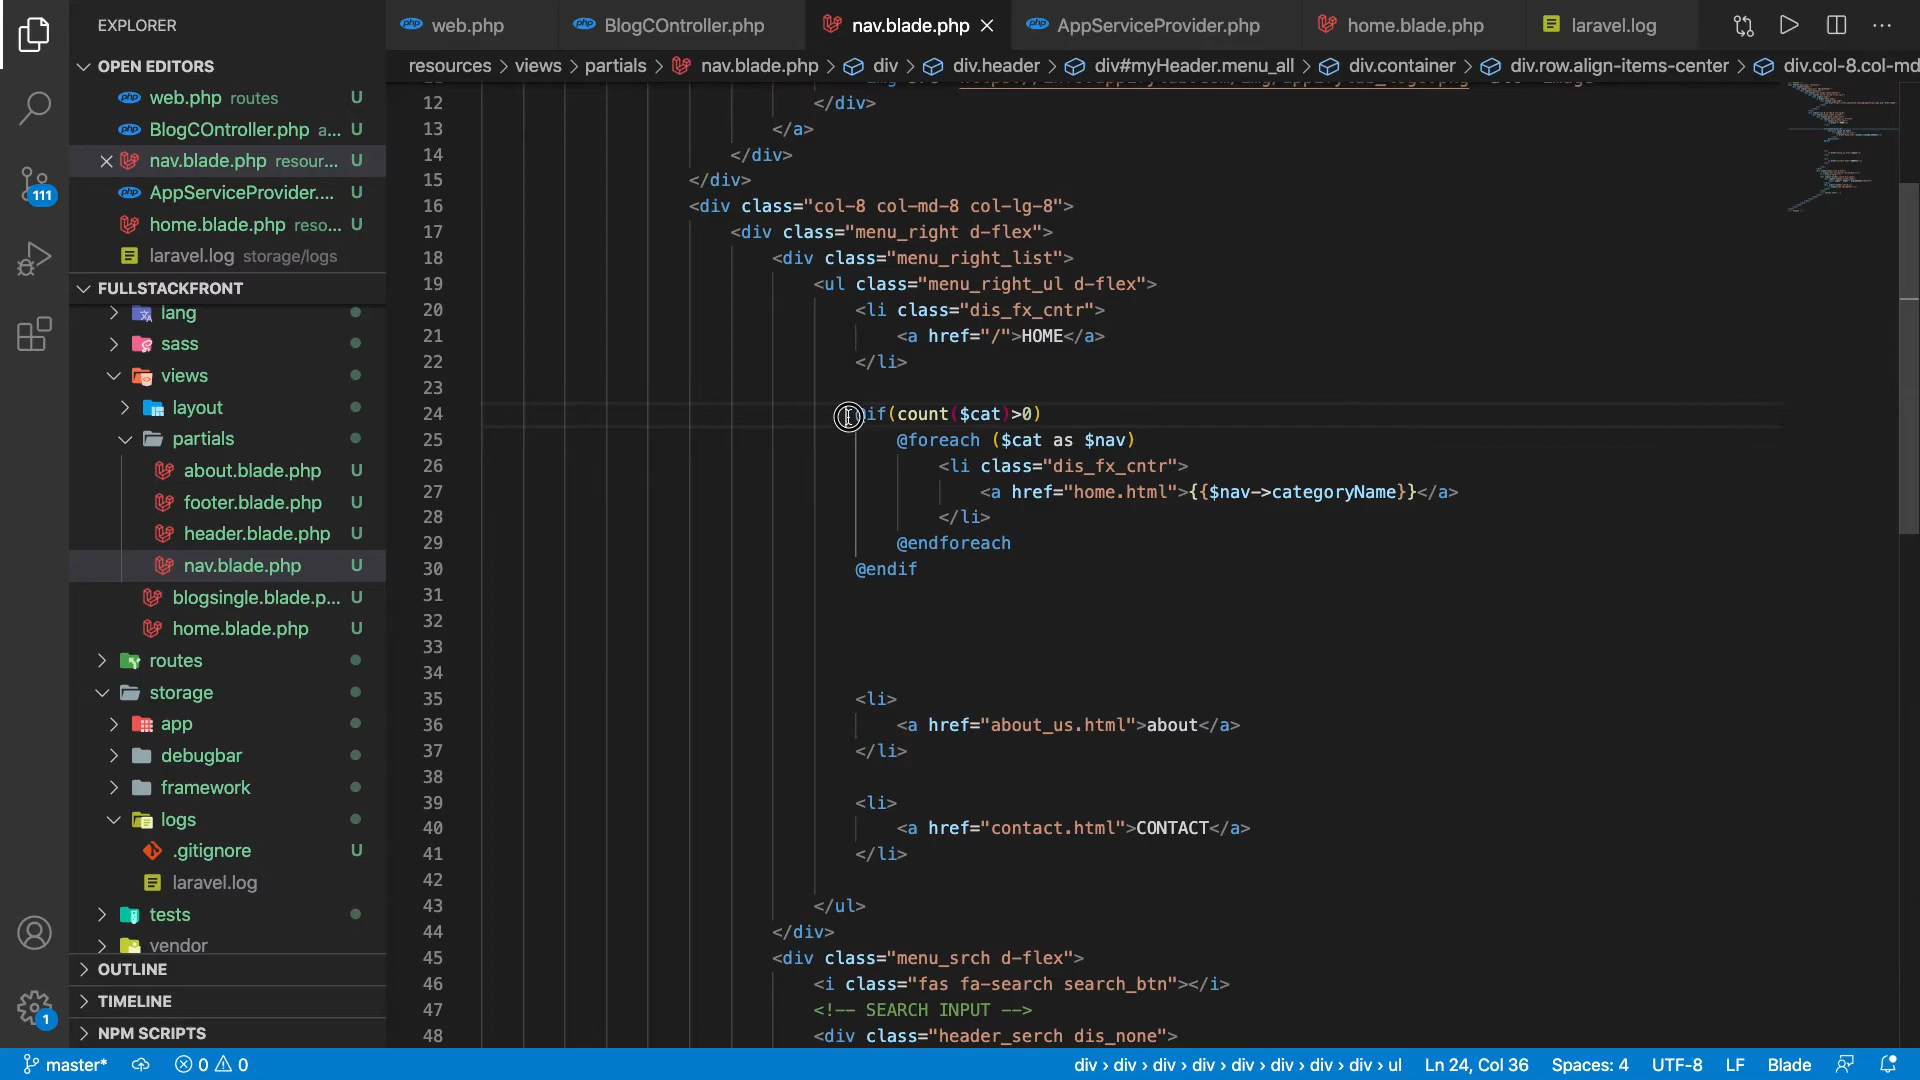 EXPLORER
web.php
BlogCOntroller.php
nav.blade.php
AppServiceProvider.php
home.blade.php
laravel.log
OPEN EDITORS
resources > views > partials > nav.blade.php > div > div.header > div#myHeader.menu_all > div.container > div.row.align-items-center > div.col-8.col-md
web.php routes U
BlogCOntroller.php a... U
nav.blade.php resour... U
AppServiceProvider.... U
home.blade.php reso... U
laravel.log storage/logs
FULLSTACKFRONT
lang
sass
views
layout
partials
about.blade.php U
footer.blade.php U
header.blade.php U
nav.blade.php U
blogsingle.blade.p... U
home.blade.php U
routes
storage
app
debugbar
framework
logs
.gitignore U
laravel.log
tests
vendor
OUTLINE
TIMELINE
NPM SCRIPTS
111
1
12 </div>
13 </a>
14 </div>
15 </div>
16 <div class="col-8 col-md-8 col-lg-8">
17 <div class="menu_right d-flex">
18 <div class="menu_right_list">
19 <ul class="menu_right_ul d-flex">
20 <li class="dis_fx_cntr">
21 <a href="/">HOME</a>
22 </li>
23
24 if(count($cat)>0)
25 @foreach ($cat as $nav)
26 <li class="dis_fx_cntr">
27 <a href="home.html">{{$nav->categoryName}}</a>
28 </li>
29 @endforeach
30 @endif
31
32
33
34
35 <li>
36 <a href="about_us.html">about</a>
37 </li>
38
39 <li>
40 <a href="contact.html">CONTACT</a>
41 </li>
42
43 </ul>
44 </div>
45 <div class="menu_srch d-flex">
46 <i class="fas fa-search search_btn"></i>
47 <!-- SEARCH INPUT -->
48 <div class="header_serch dis_none">
master* 0 0 div > div > div > div > div > div > div > div > ul Ln 24, Col 36 Spaces: 4 UTF-8 LF Blade